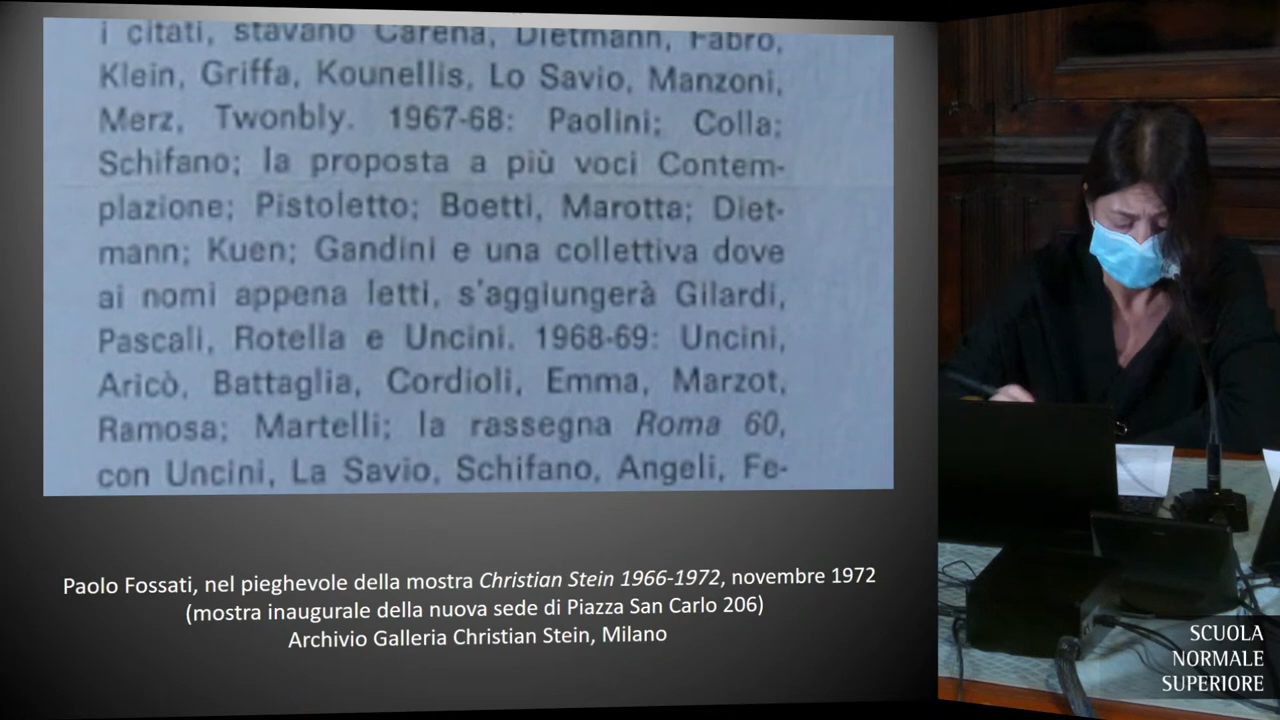 i citati, stavano Carena, Dietmann, Fabro,
Klein, Griffa, Kounellis, Lo Savio, Manzoni,
Merz, Twonbly. 1967-68: Paolini; Colla;
Schifano; la proposta a più voci Contem-
plazione; Pistoletto; Boetti, Marotta; Diet-
mann; Kuen; Gandini e una collettiva dove
ai nomi appena letti, s'aggiungerà Gilardi,
Pascali, Rotella e Uncini. 1968-69: Uncini,
Aricò, Battaglia, Cordioli, Emma, Marzot,
Ramosa; Martelli; la rassegna Roma 60,
con Uncini, La Savio, Schifano, Angeli, Fe-
Paolo Fossati, nel pieghevole della mostra Christian Stein 1966-1972, novembre 1972
(mostra inaugurale della nuova sede di Piazza San Carlo 206)
Archivio Galleria Christian Stein, Milano
SCUOLA
NORMALE
SUPERIORE